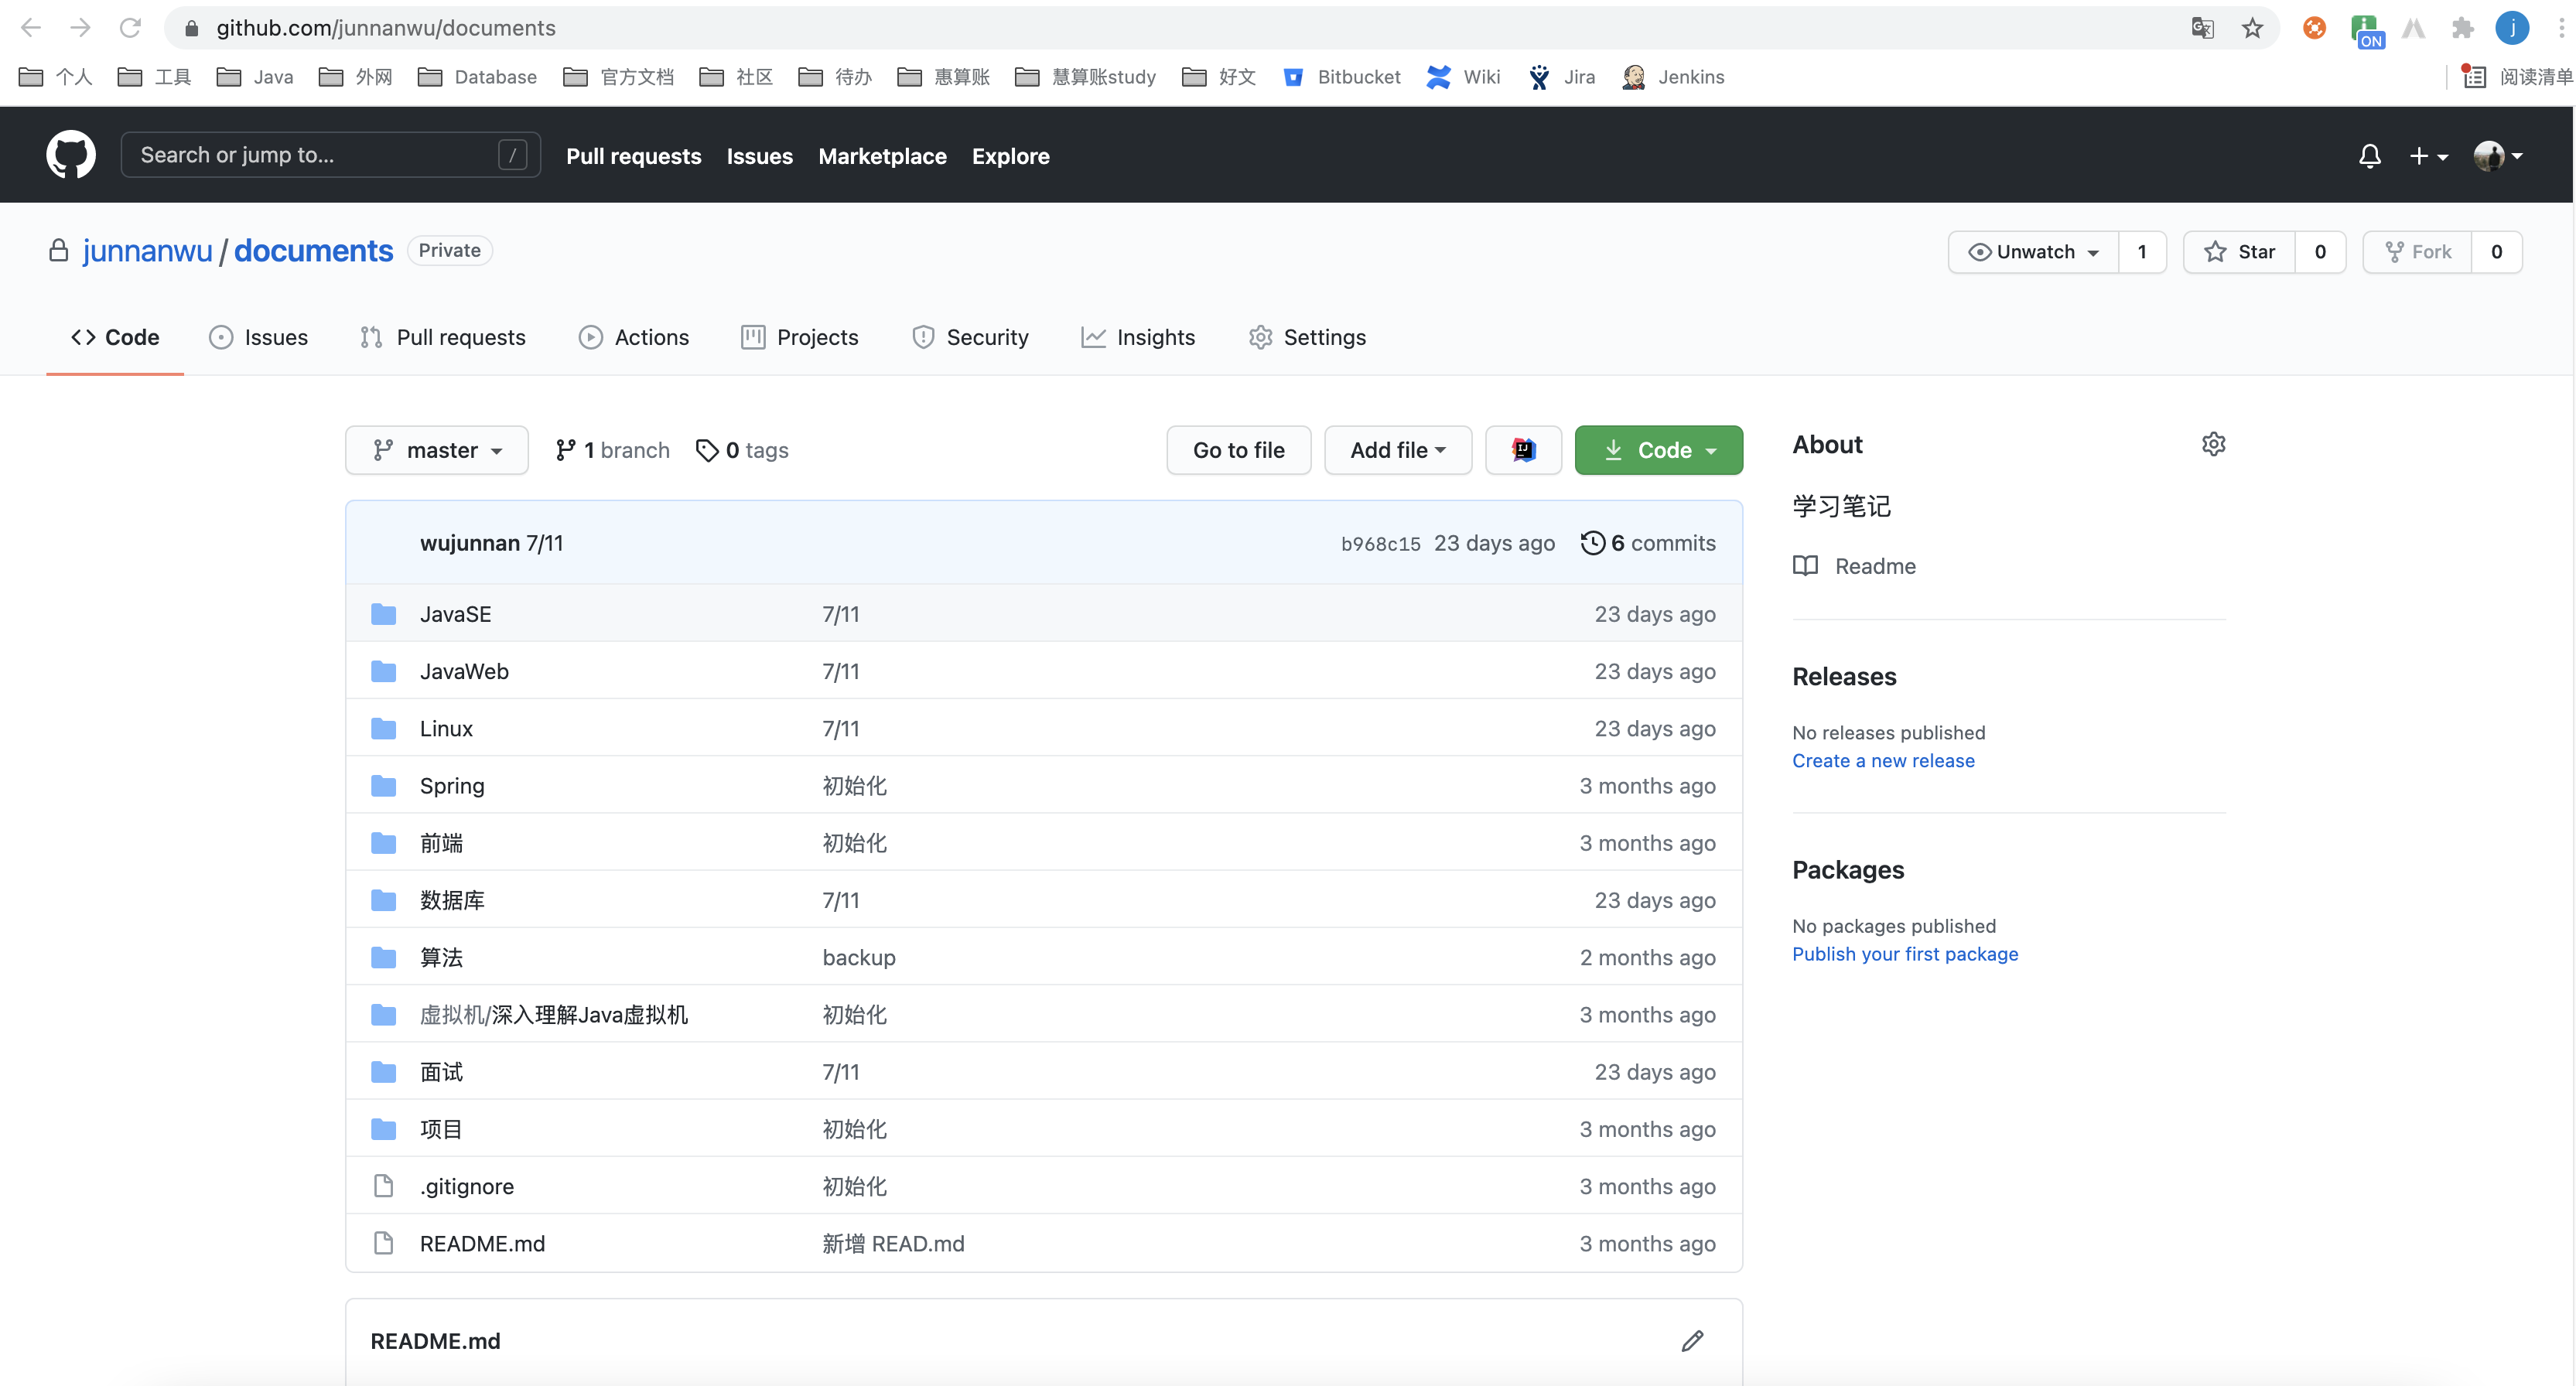 github.com/junnanwu/documents
ON
j
个人 工具 Java 外网 Database 官方文档 社区 待办 惠算账 慧算账study 好文 Bitbucket Wiki Jira Jenkins 阅读清单
Search or jump to... / Pull requests Issues Marketplace Explore
junnanwu / documents Private Unwatch 1 Star 0 Fork 0
Code Issues Pull requests Actions Projects Security Insights Settings
master 1 branch 0 tags Go to file Add file IJ Code
wujunnan 7/11 b968c15 23 days ago 6 commits
JavaSE 7/11 23 days ago
JavaWeb 7/11 23 days ago
Linux 7/11 23 days ago
Spring 初始化 3 months ago
前端 初始化 3 months ago
数据库 7/11 23 days ago
算法 backup 2 months ago
虚拟机/深入理解Java虚拟机 初始化 3 months ago
面试 7/11 23 days ago
项目 初始化 3 months ago
.gitignore 初始化 3 months ago
README.md 新增 READ.md 3 months ago
README.md
About
学习笔记
Readme
Releases
No releases published
Create a new release
Packages
No packages published
Publish your first package